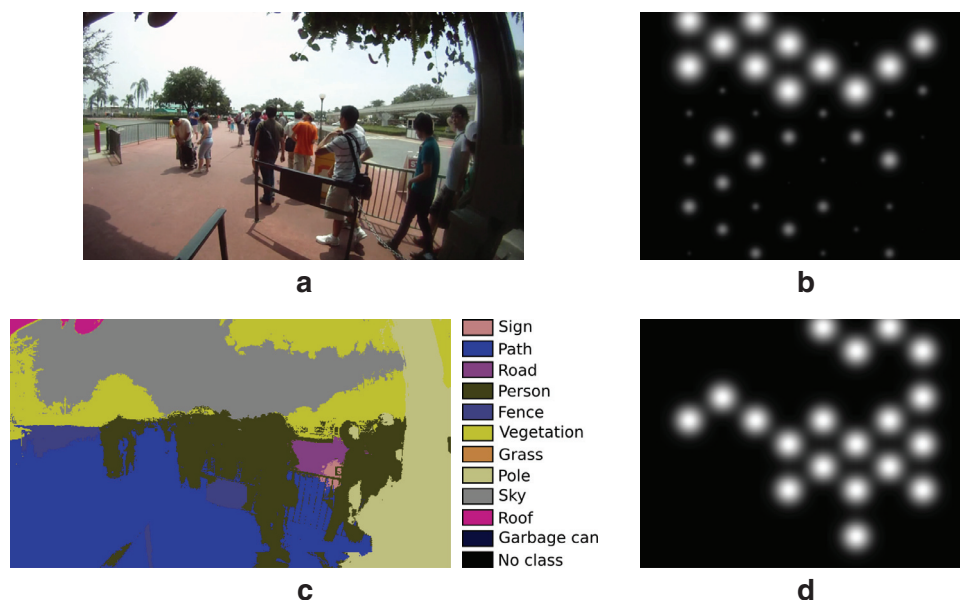 a
b
Sign
Path
Road
Person
Fence
Vegetation
Grass
Pole
Sky
Roof
Garbage can
No class
c
d